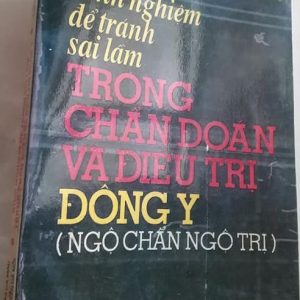 nghiệm
để tránh
sai lầm
TRONG
CHẨN ĐOÁN
VÀ ĐIỀU TRỊ
ĐÔNG Y
( NGỘ CHẨN NGỘ TRỊ )